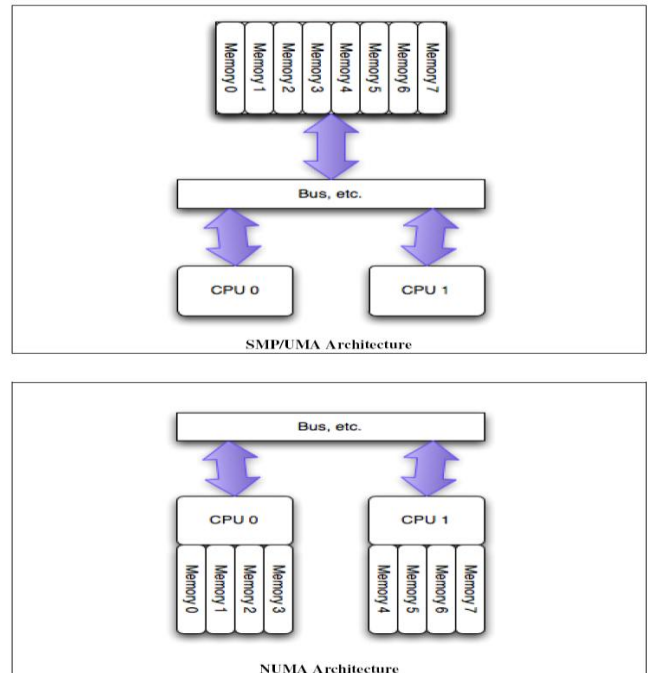 Memory 0
Memory 1
Memory 2
Memory 3
Memory 4
Memory 5
Memory 6
Memory 7
Bus, etc.
CPU 0
CPU 1
SMP/UMA Architecture
Bus, etc.
CPU 0
CPU 1
Memory 0
Memory 1
Memory 2
Memory 3
Memory 4
Memory 5
Memory 6
Memory 7
NUMA Architecture